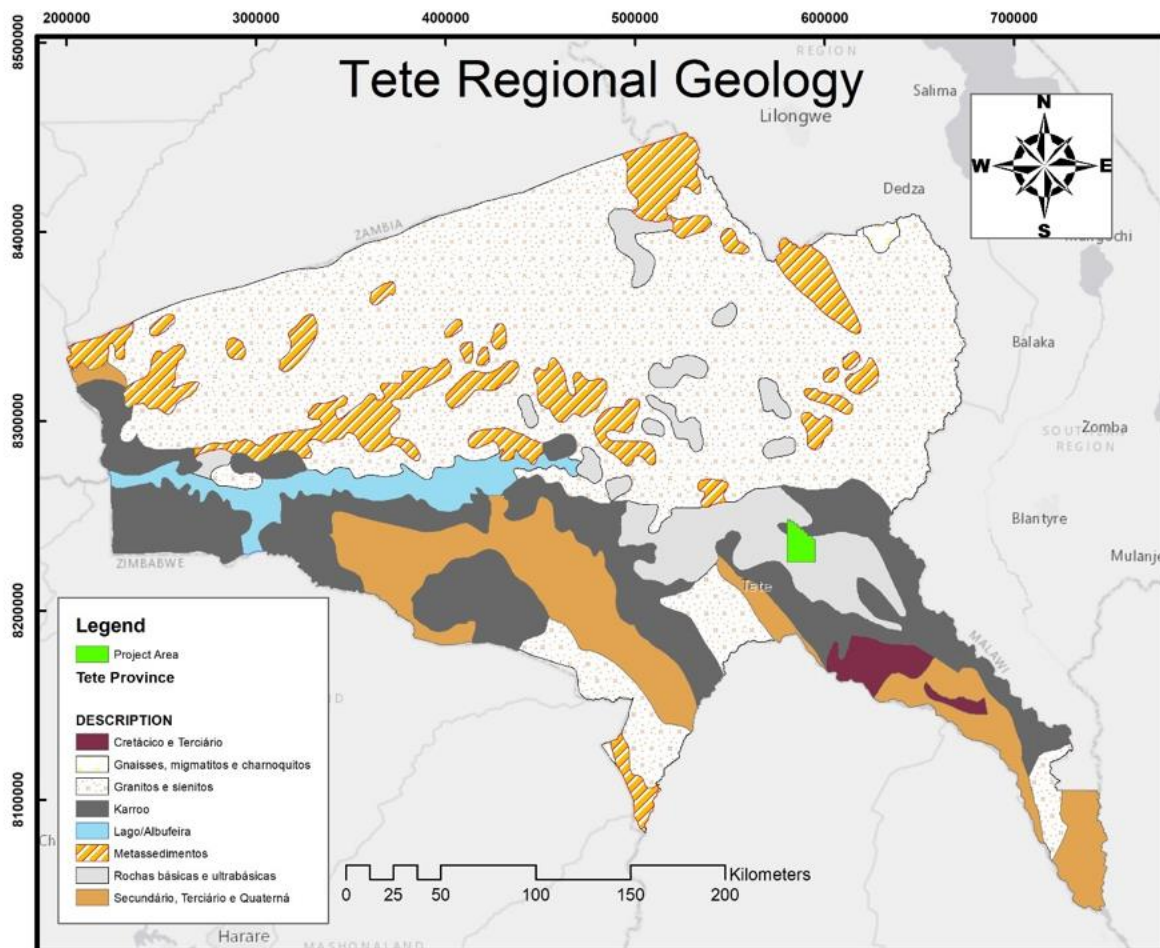 200000 300000 400000 500000 600000 700000
8500000
8400000
8300000
8200000
8100000
Tete Regional Geology
REGION
Salima
Lilongwe
N
W E
S
Dedza
ZAMBIA
Balaka
Zomba
SOUTHERN
REGION
Blantyre
Mulanje
ZIMBABWE
Tete
MALAWI
Legend
Project Area
Tete Province
DESCRIPTION
Cretácico e Terciário
Gnaisses, migmatitos e charnoquitos
Granitos e sienitos
Karroo
Lago/Albufeira
Metassedimentos
Rochas básicas e ultrabásicas
Secundário, Terciário e Quaterná
Kilometers
0 25 50 100 150 200
Harare
MASHONALAND